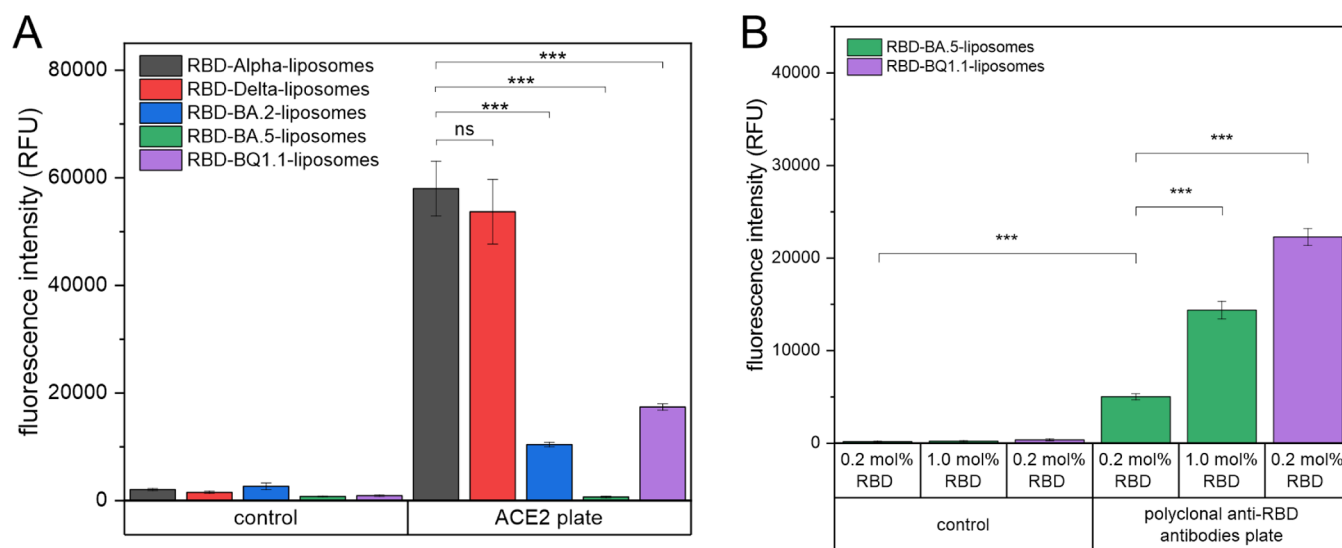 A
RBD-Alpha-liposomes
RBD-Delta-liposomes
RBD-BA.2-liposomes
RBD-BA.5-liposomes
RBD-BQ1.1-liposomes
***
***
***
ns
fluorescence intensity (RFU)
80000
60000
40000
20000
0
control
ACE2 plate
B
RBD-BA.5-liposomes
RBD-BQ1.1-liposomes
***
***
***
fluorescence intensity (RFU)
40000
30000
20000
10000
0
0.2 mol% 1.0 mol% 0.2 mol% 0.2 mol% 1.0 mol% 0.2 mol%
RBD RBD RBD RBD RBD RBD
control
polyclonal anti-RBD
antibodies plate